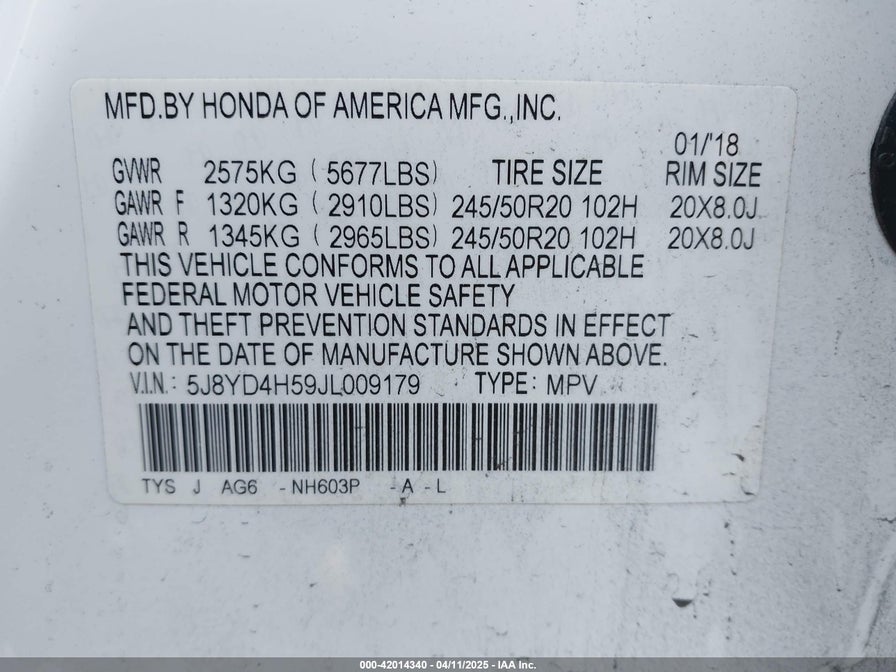 MFD.BY HONDA OF AMERICA MFG.,INC.
01/'18
GVWR 2575KG ( 5677LBS) TIRE SIZE RIM SIZE
GAWR F 1320KG ( 2910LBS) 245/50R20 102H 20X8.0J
GAWR R 1345KG ( 2965LBS) 245/50R20 102H 20X8.0J
THIS VEHICLE CONFORMS TO ALL APPLICABLE
FEDERAL MOTOR VEHICLE SAFETY
AND THEFT PREVENTION STANDARDS IN EFFECT
ON THE DATE OF MANUFACTURE SHOWN ABOVE.
V.I.N.: 5J8YD4H59JL009179 TYPE: MPV
TYS J AG6 -NH603P -A -L
000-42014340 - 04/11/2025 - IAA Inc.